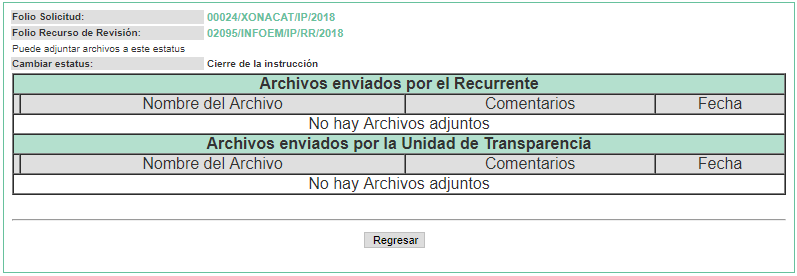 Folio Solicitud: 00024/XONACAT/IP/2018
Folio Recurso de Revisión: 02095/INFOEM/IP/RR/2018
Puede adjuntar archivos a este estatus
Cambiar estatus: Cierre de la instrucción
Archivos enviados por el Recurrente
Nombre del Archivo Comentarios Fecha
No hay Archivos adjuntos
Archivos enviados por la Unidad de Transparencia
Nombre del Archivo Comentarios Fecha
No hay Archivos adjuntos
Regresar